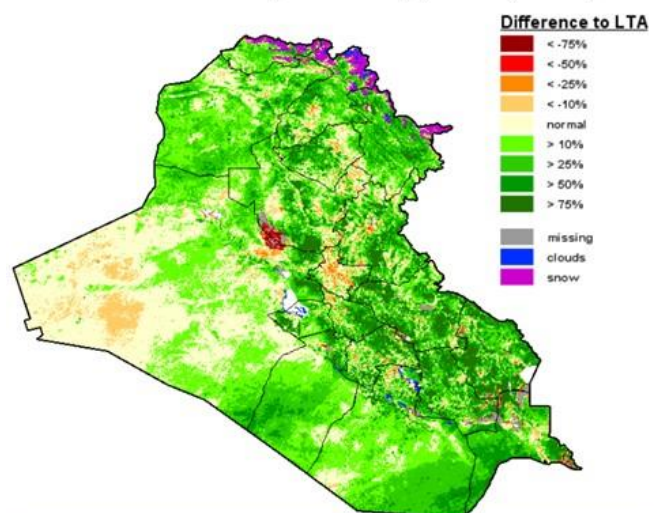 Difference to LTA
< -75%
< -50%
< -25%
< -10%
normal
> 10%
> 25%
> 50%
> 75%
missing
clouds
snow